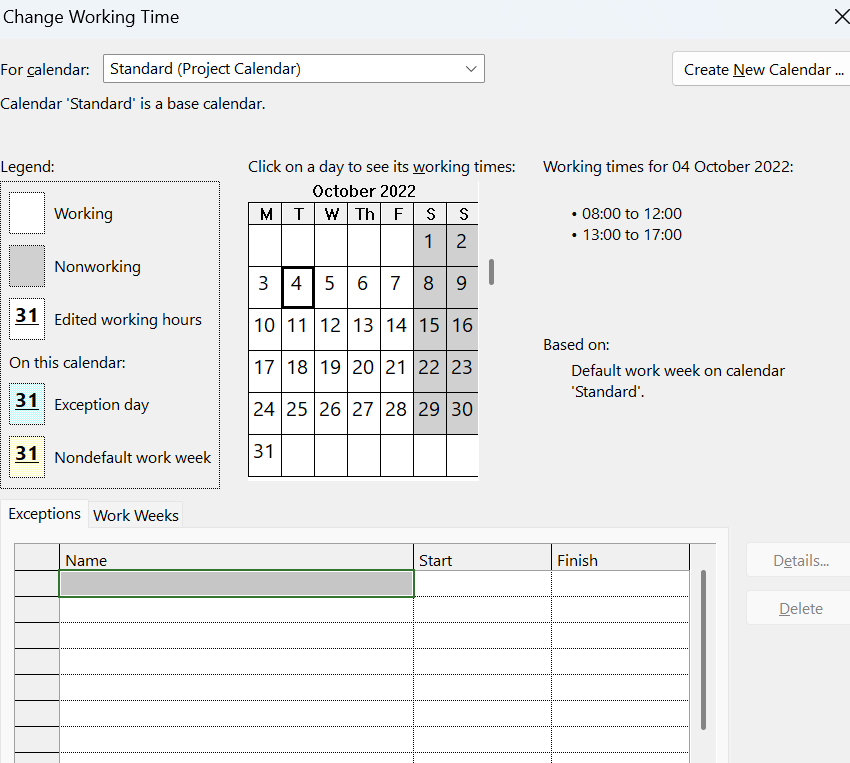 Change Working Time
For calendar: Standard (Project Calendar)
Create New Calendar ...
Calendar 'Standard' is a base calendar.
Legend:
Working
Nonworking
31 Edited working hours
On this calendar:
31 Exception day
31 Nondefault work week
Click on a day to see its working times:
October 2022
M T W Th F S S
1 2
3 4 5 6 7 8 9
10 11 12 13 14 15 16
17 18 19 20 21 22 23
24 25 26 27 28 29 30
31
Working times for 04 October 2022:
• 08:00 to 12:00
• 13:00 to 17:00
Based on:
Default work week on calendar
'Standard'.
Exceptions Work Weeks
Name Start Finish
Details...
Delete